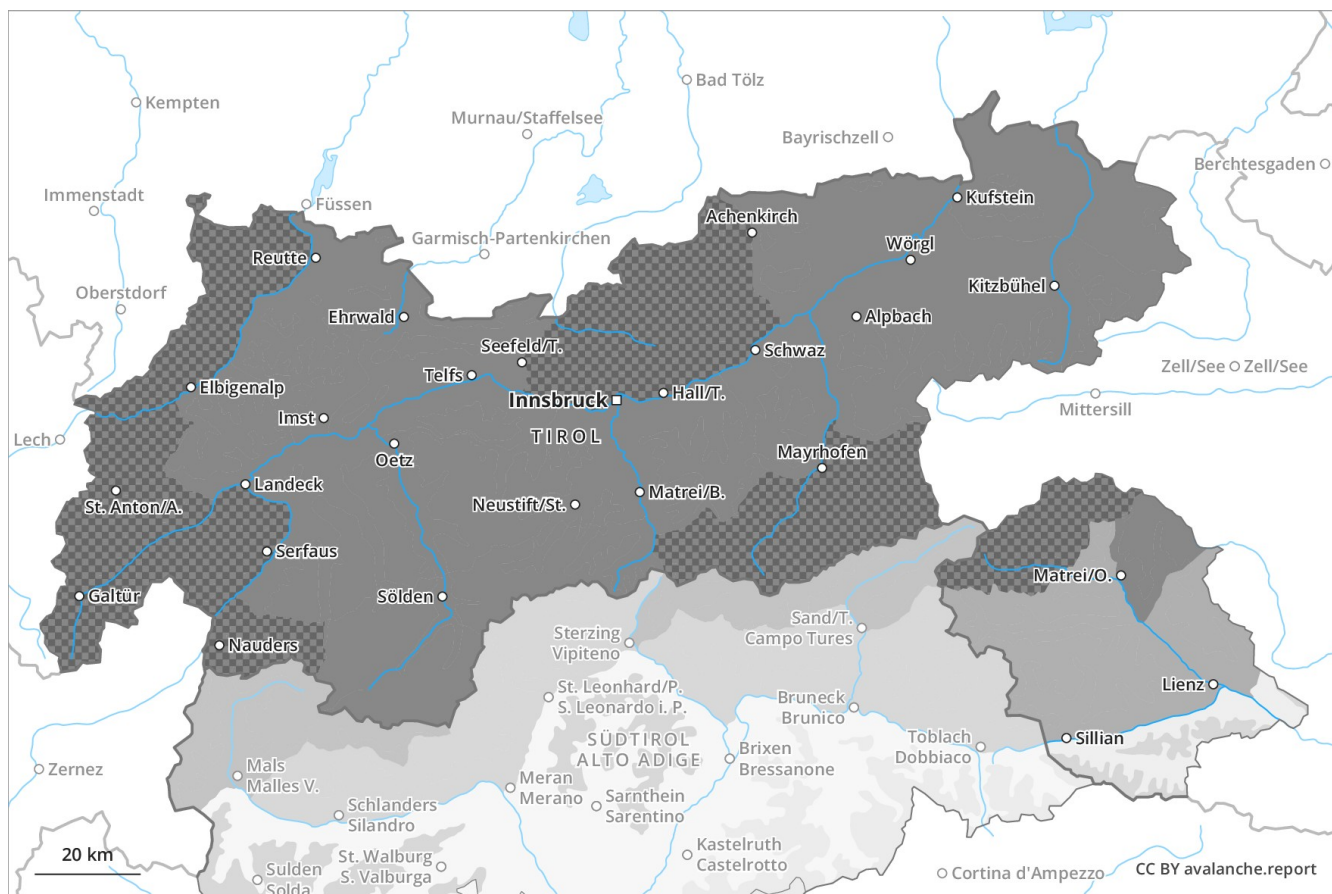 Kempten
Bad Tölz
Murnau/Staffelsee
Bayrischzell
Berchtesgaden
Immenstadt
Füssen
Kufstein
Achenkirch
Garmisch-Partenkirchen
Wörgl
Reutte
Kitzbühel
Oberstdorf
Ehrwald
Alpbach
Seefeld/T.
Schwaz
Zell/See
Zell/See
Telfs
Elbigenalp
Innsbruck
Hall/T.
Mittersill
Imst
TIROL
Lech
Oetz
Mayrhofen
Landeck
St. Anton/A.
Neustift/St.
Matrei/B.
Serfaus
Matrei/O.
Galtür
Sölden
Sand/T.
Campo Tures
Nauders
Sterzing
Vipiteno
Lienz
St. Leonhard/P.
S. Leonardo i. P.
Bruneck
Brunico
SÜDTIROL
ALTO ADIGE
Toblach
Dobbiaco
Sillian
Brixen
Bressanone
Zernez
Mals
Malles V.
Meran
Merano
Schlanders
Silandro
Sarnthein
Sarentino
20 km
St. Walburg
S. Valburga
Kastelruth
Castelrotto
Sulden
Solda
Cortina d'Ampezzo
CC BY avalanche.report